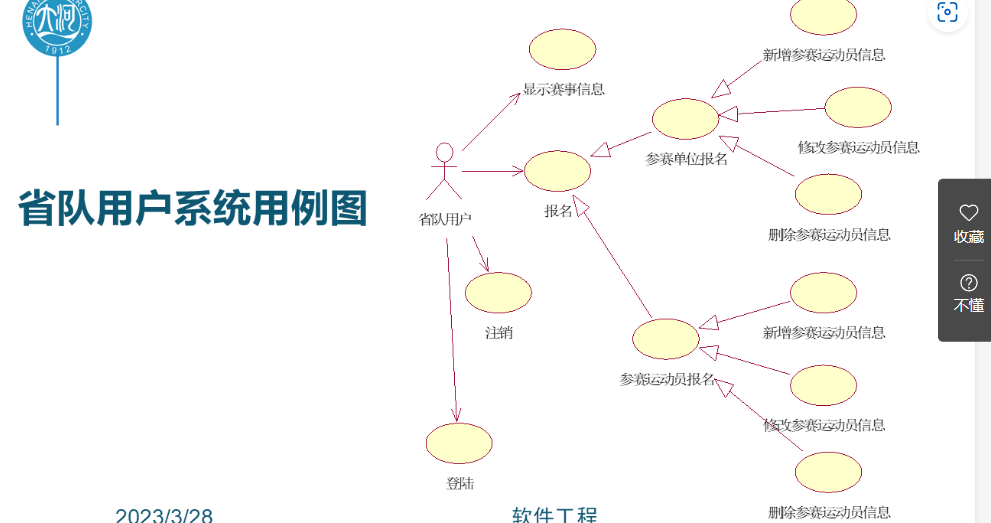 1912
新增参赛运动员信息
显示赛事信息
修改参赛运动员信息
参赛单位报名
省队用户系统用例图
报名
省队用户
删除参赛运动员信息
收藏
不懂
注销
新增参赛运动员信息
参赛运动员报名
修改参赛运动员信息
登陆
删除参赛运动员信息
2023/3/28
软件工程